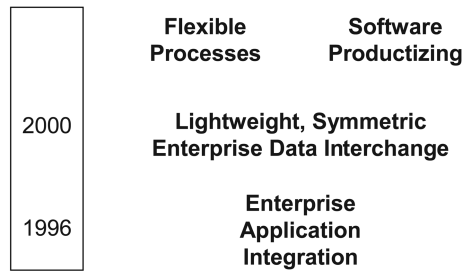 Flexible Processes
Software Productizing
2000
Lightweight, Symmetric
Enterprise Data Interchange
1996
Enterprise
Application
Integration